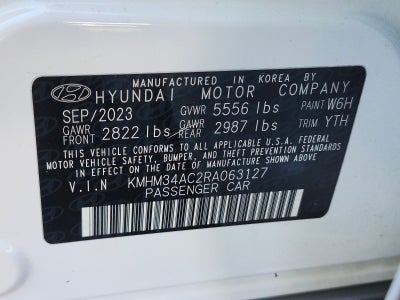 MANUFACTURED IN KOREA BY
HYUNDAI MOTOR COMPANY
SEP/2023 GVWR 5556 lbs PAINT W6H
GAWR FRONT 2822 lbs GAWR REAR 2987 lbs TRIM YTH
THIS VEHICLE CONFORMS TO ALL APPLICABLE U.S.A. FEDERAL
MOTOR VEHICLE SAFETY, BUMPER, AND THEFT PREVENTION STANDARDS
IN EFFECT ON THE DATE OF MANUFACTURE SHOWN ABOVE.
V.I.N KMHM34AC2RA063127
PASSENGER CAR